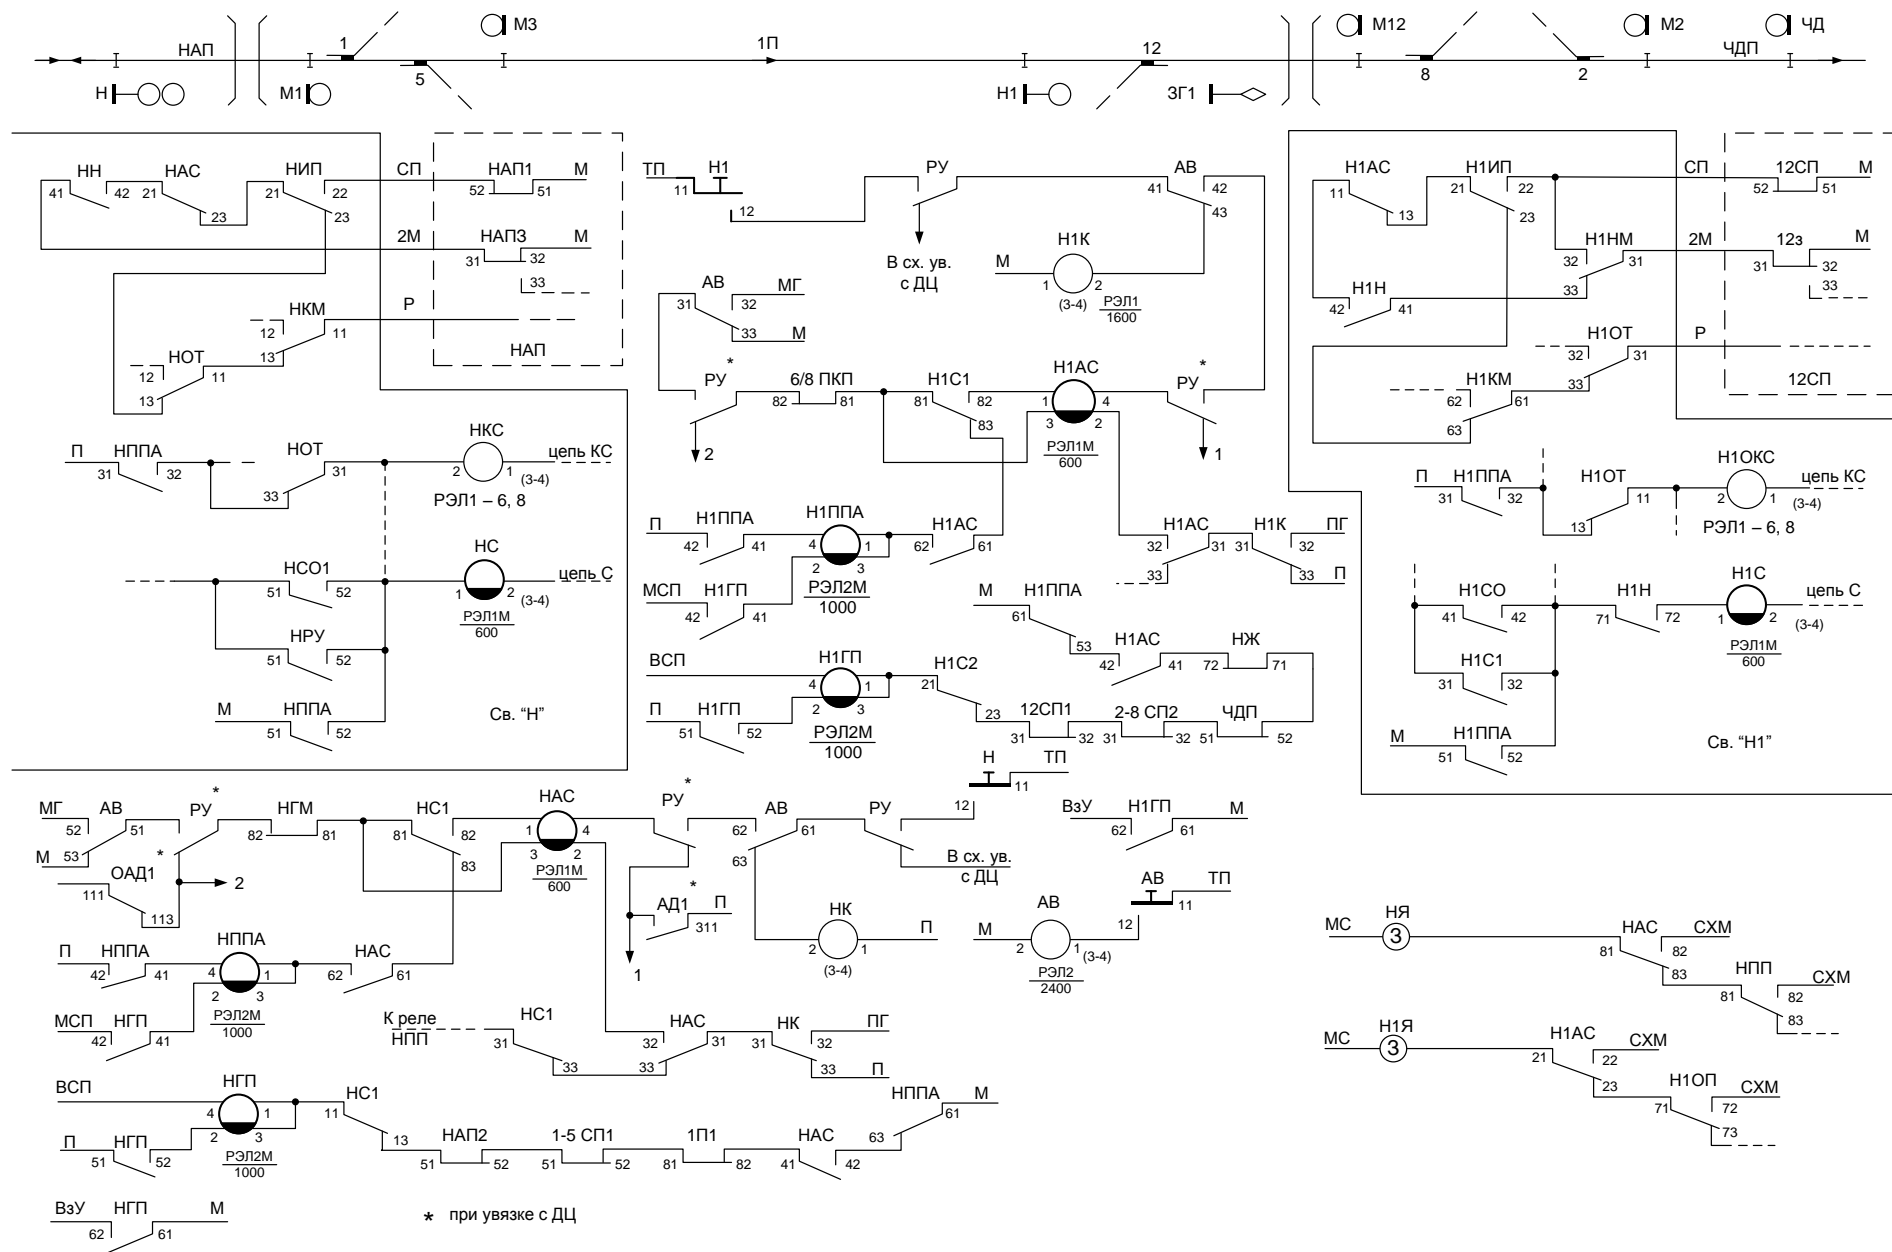 М3
М12
М2
ЧД
НАП
1
5
1П
12
8
2
ЧДП
Н
М1
Н1
ЗГ1
НН
НАС
НИП
СП
НАП1
М
41
42
21
23
21
22
23
52
51
2М
НАП3
М
31
32
33
НКМ
Р
12
11
13
НАП
НОТ
12
11
13
П
НППА
31
32
НОТ
31
33
НКС
2
1
(3-4)
цепь КС
РЭЛ1 – 6, 8
НСО1
51
52
НС
1
2
(3-4)
цепь С
РЭЛ1М
600
НРУ
51
52
М
НППА
51
52
Св. “Н”
ТП
Н1
11
12
РУ
В сх. ув.
с ДЦ
АВ
41
42
43
Н1К
М
1
2
(3-4)
РЭЛ1
1600
АВ
31
МГ
32
33
М
РУ
*
2
6/8 ПКП
82
81
Н1С1
81
82
83
Н1АС
1
4
3
2
РЭЛ1М
600
РУ
*
1
П
Н1ППА
42
41
Н1ППА
4
1
2
3
РЭЛ2М
1000
Н1АС
62
61
МСП
Н1ГП
42
41
Н1АС
32
31
33
Н1К
31
32
33
ПГ
П
М
Н1ППА
61
53
Н1АС
42
41
НЖ
72
71
ВСП
Н1ГП
4
1
2
3
РЭЛ2М
1000
Н1С2
21
23
П
Н1ГП
51
52
12СП1
31
32
2-8 СП2
31
32
ЧДП
51
52
Н1АС
11
13
Н1ИП
21
22
23
СП
12СП
52
51
М
Н1НМ
32
31
33
2М
12з
31
32
33
М
Н1Н
42
41
Н1ОТ
32
31
33
Р
Н1КМ
62
61
63
12СП
П
Н1ППА
31
32
Н1ОТ
11
13
Н1ОКС
2
1
(3-4)
цепь КС
РЭЛ1 – 6, 8
Н1СО
41
42
Н1Н
71
72
Н1С
1
2
(3-4)
цепь С
РЭЛ1М
600
Н1С1
31
32
М
Н1ППА
51
52
Св. “Н1”
МГ
52
М
53
АВ
51
РУ
*
НГМ
82
81
НС1
81
82
83
НАС
1
4
3
2
РЭЛ1М
600
РУ
*
АВ
62
61
63
РУ
12
Н
11
ТП
В сх. ув.
с ДЦ
ОАД1
*
111
113
2
АД1
*
311
П
1
НК
2
1
(3-4)
П
ВзУ
Н1ГП
62
61
М
М
АВ
2
1
(3-4)
РЭЛ2
2400
12
АВ
11
ТП
П
НППА
42
41
НППА
4
1
2
3
РЭЛ2М
1000
НАС
62
61
МСП
НГП
42
41
К реле
НПП
НС1
31
33
НАС
32
31
33
НК
31
32
33
ПГ
П
ВСП
НГП
4
1
2
3
РЭЛ2М
1000
НС1
11
13
П
НГП
51
52
НАП2
51
52
1-5 СП1
51
52
1П1
81
82
НАС
41
42
НППА
61
63
М
ВзУ
НГП
62
61
М
* при увязке с ДЦ
МС
НЯ
З
НАС
81
82
83
СХМ
НПП
81
82
83
СХМ
МС
Н1Я
З
Н1АС
21
22
23
СХМ
Н1ОП
71
72
73
СХМ